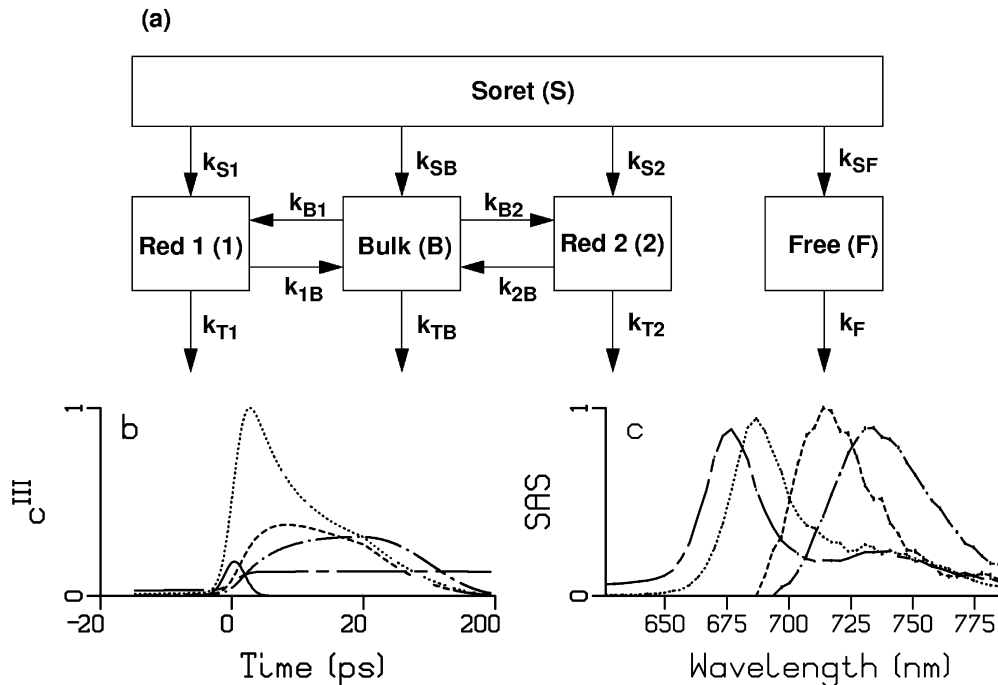 (a)
Soret (S)
kS1 kSB kS2 kSF
kB1 kB2
Red 1 (1) Bulk (B) Red 2 (2) Free (F)
k1B k2B
kT1 kTB kT2 kF
1 b
cIII
0
-20 0 20 200
Time (ps)
1 c
SAS
0
650 675 700 725 750 775
Wavelength (nm)